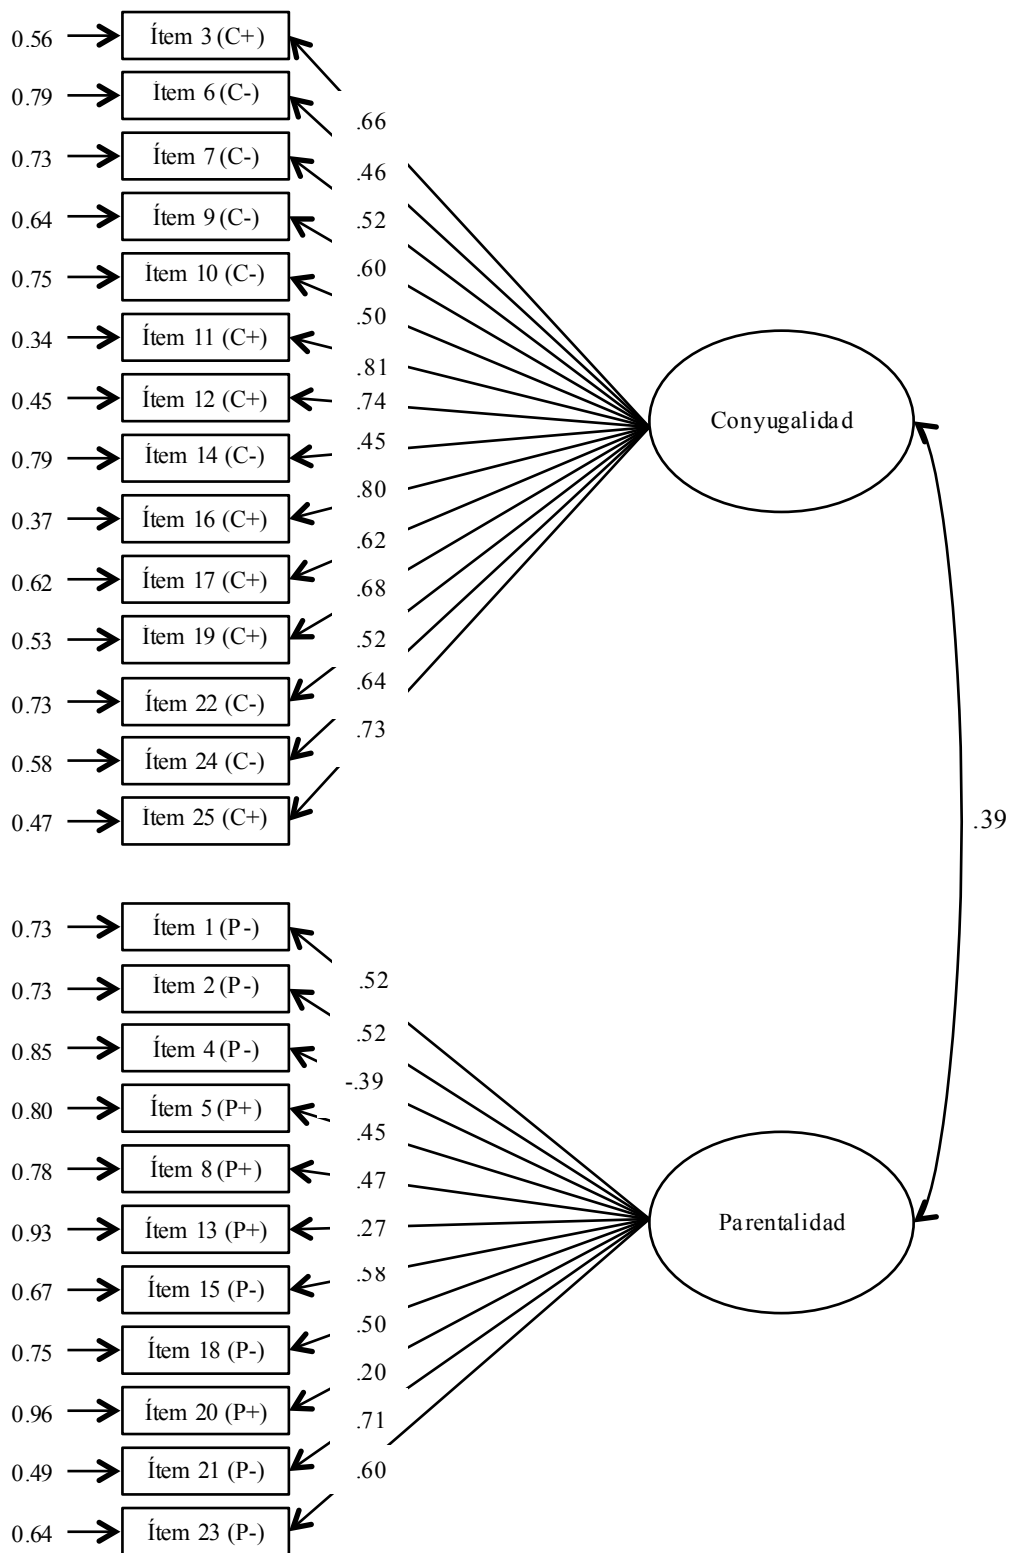 0.56 Ítem 3 (C+)
0.79 Ítem 6 (C-)
.66
0.73 Ítem 7 (C-)
.46
0.64 Ítem 9 (C-)
.52
0.75 Ítem 10 (C-)
.60
0.34 Ítem 11 (C+)
.50
.81
0.45 Ítem 12 (C+)
.74
Conyugalidad
0.79 Ítem 14 (C-)
.45
0.37 Ítem 16 (C+)
.80
0.62 Ítem 17 (C+)
.62
0.53 Ítem 19 (C+)
.68
.52
0.73 Ítem 22 (C-)
.64
0.58 Ítem 24 (C-)
.73
0.47 Ítem 25 (C+)
.39
0.73 Ítem 1 (P-)
0.73 Ítem 2 (P-)
.52
0.85 Ítem 4 (P-)
.52
-.39
0.80 Ítem 5 (P+)
.45
0.78 Ítem 8 (P+)
.47
0.93 Ítem 13 (P+)
.27
Parentalidad
0.67 Ítem 15 (P-)
.58
0.75 Ítem 18 (P-)
.50
.20
0.96 Ítem 20 (P+)
.71
0.49 Ítem 21 (P-)
.60
0.64 Ítem 23 (P-)